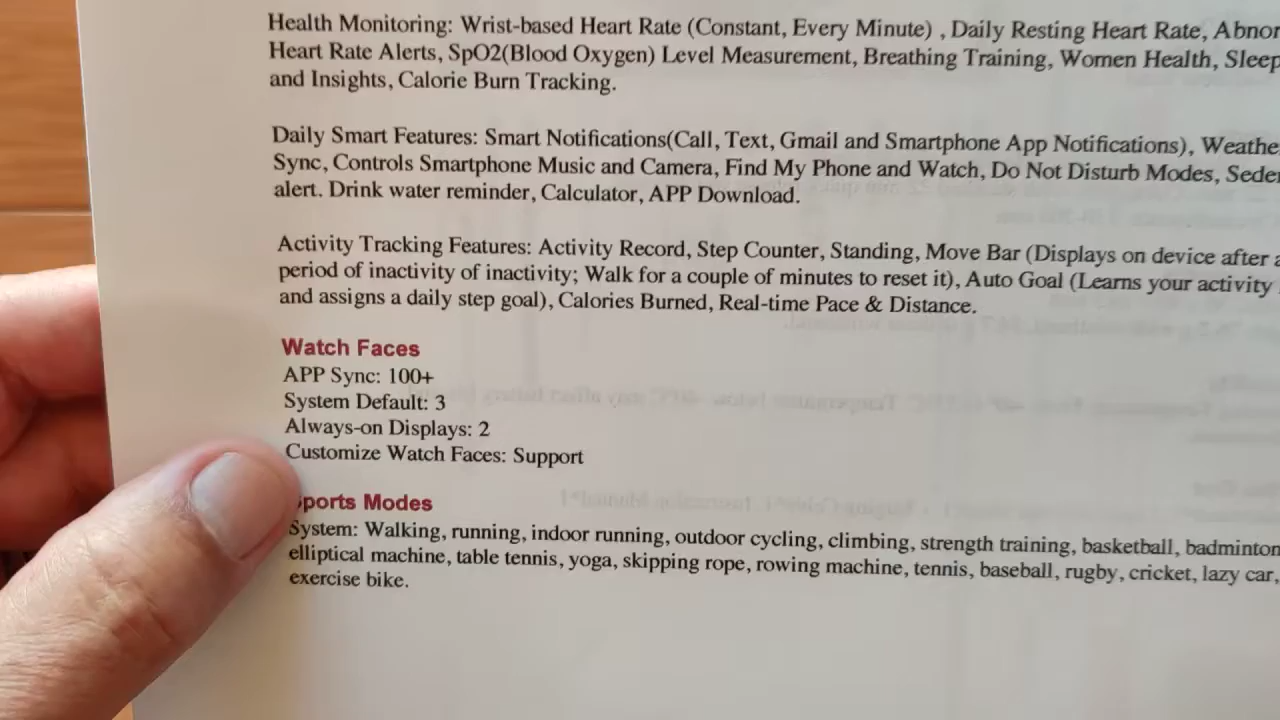 Health Monitoring: Wrist-based Heart Rate (Constant, Every Minute) , Daily Resting Heart Rate,
Heart Rate Alerts, SpO2(Blood Oxygen) Level Measurement, Breathing Training, Women Health, Sleep
and Insights, Calorie Burn Tracking.
Daily Smart Features: Smart Notifications(Call, Text, Gmail and Smartphone App Notifications),
Sync, Controls Smartphone Music and Camera, Find My Phone and Watch, Do Not Disturb Modes,
alert. Drink water reminder, Calculator, APP Download.
Activity Tracking Features: Activity Record, Step Counter, Standing, Move Bar (Displays on device after a
period of inactivity of inactivity; Walk for a couple of minutes to reset it), Auto Goal (Learns your activity
and assigns a daily step goal), Calories Burned, Real-time Pace & Distance.
Watch Faces
APP Sync: 100+
System Default: 3
Always-on Displays: 2
Customize Watch Faces: Support
Sports Modes
System: Walking, running, indoor running, outdoor cycling, climbing, strength training, basketball, badminton
elliptical machine, table tennis, yoga, skipping rope, rowing machine, tennis, baseball, rugby, cricket, lazy car,
exercise bike.